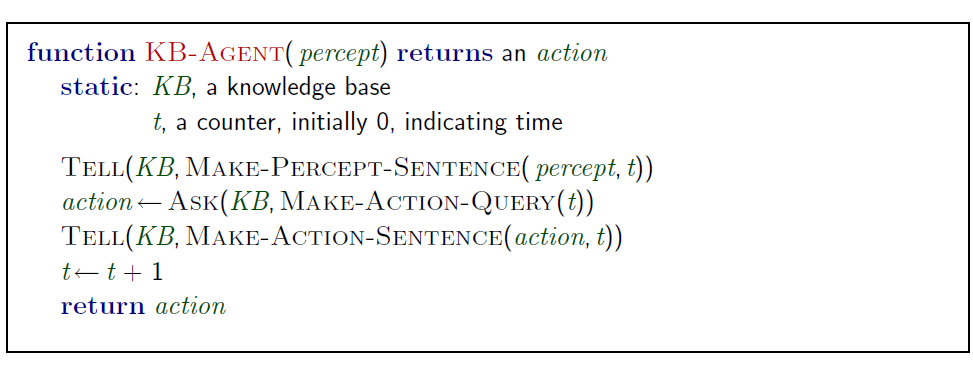 function KB-Agent( percept) returns an action
static: KB, a knowledge base
t, a counter, initially 0, indicating time
Tell(KB, Make-Percept-Sentence( percept, t))
action ← Ask(KB, Make-Action-Query(t))
Tell(KB, Make-Action-Sentence(action, t))
t ← t + 1
return action